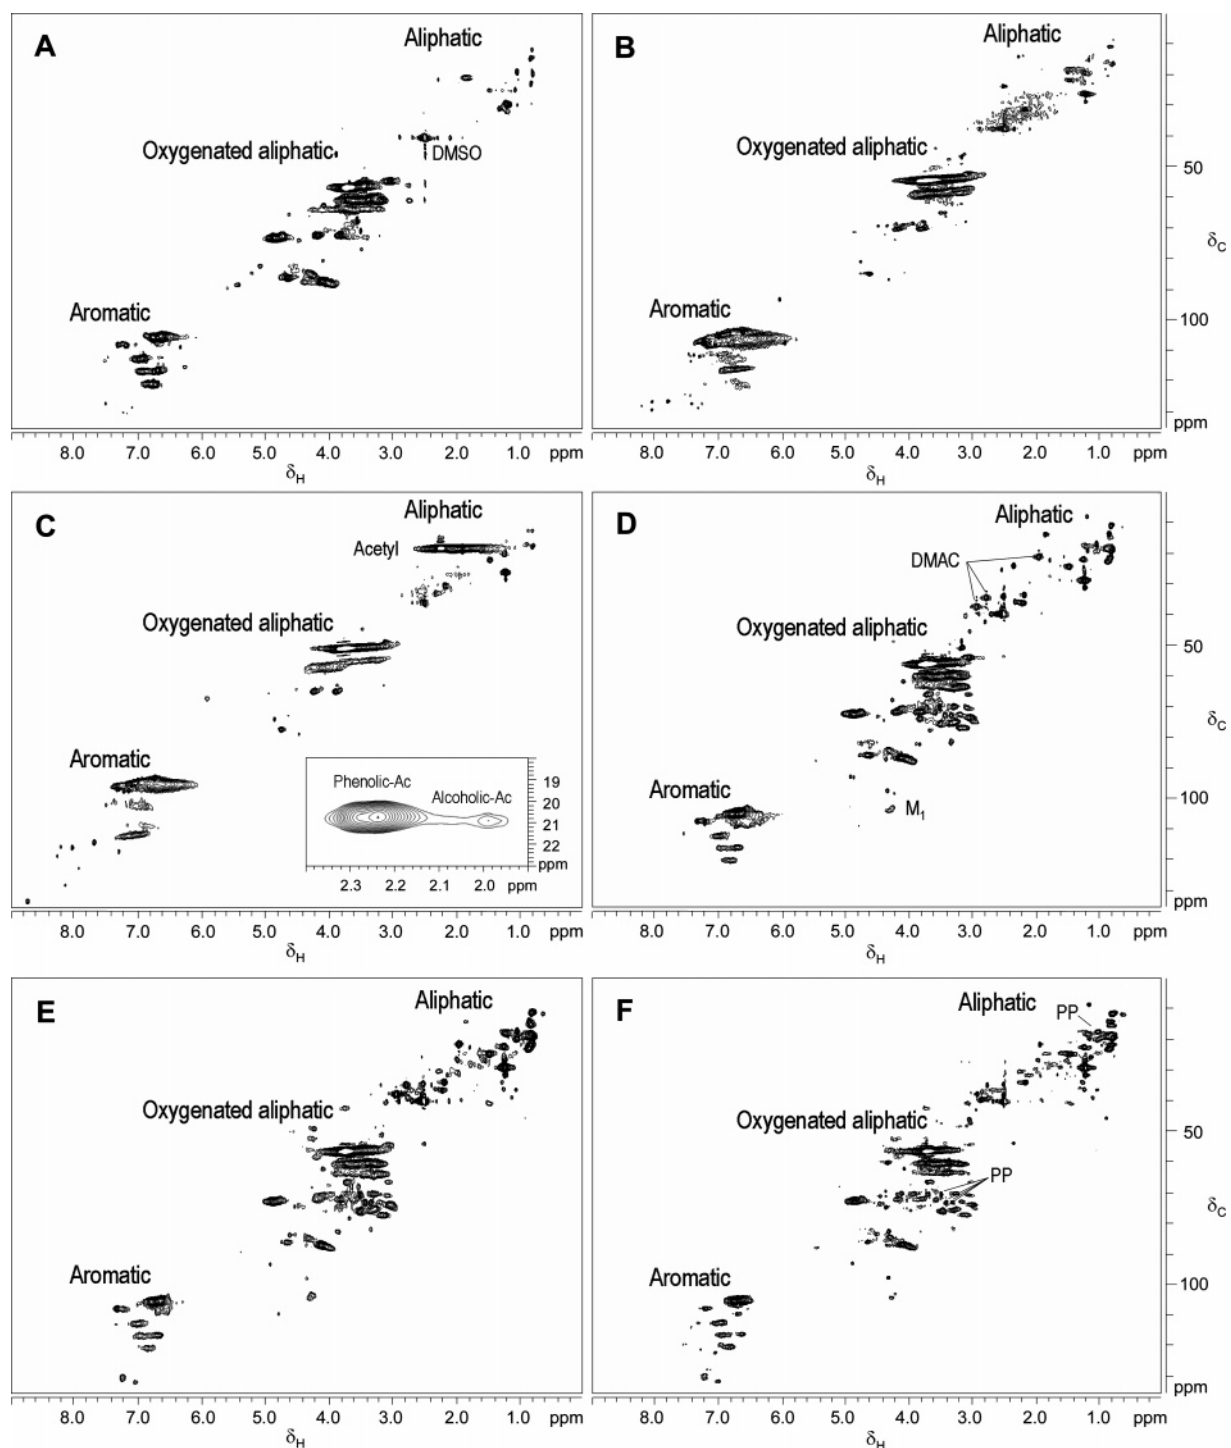 A
Aliphatic
Oxygenated aliphatic
DMSO
Aromatic
8.0 7.0 6.0 5.0 4.0 3.0 2.0 1.0 ppm
δH
B
Aliphatic
Oxygenated aliphatic
Aromatic
50
δC
100
ppm
8.0 7.0 6.0 5.0 4.0 3.0 2.0 1.0 ppm
δH
C
Aliphatic
Acetyl
Oxygenated aliphatic
Aromatic
Phenolic-Ac
Alcoholic-Ac
19
20
21
22
ppm
2.3 2.2 2.1 2.0 ppm
8.0 7.0 6.0 5.0 4.0 3.0 2.0 1.0 ppm
δH
D
Aliphatic
DMAC
Oxygenated aliphatic
Aromatic
M1
50
δC
100
ppm
8.0 7.0 6.0 5.0 4.0 3.0 2.0 1.0 ppm
δH
E
Aliphatic
Oxygenated aliphatic
Aromatic
8.0 7.0 6.0 5.0 4.0 3.0 2.0 1.0 ppm
δH
F
Aliphatic
PP
Oxygenated aliphatic
PP
Aromatic
50
δC
100
ppm
8.0 7.0 6.0 5.0 4.0 3.0 2.0 1.0 ppm
δH